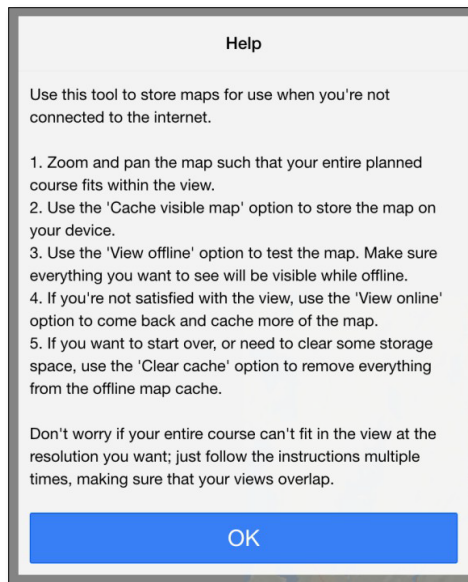 Help
Use this tool to store maps for use when you're not
connected to the internet.
1. Zoom and pan the map such that your entire planned
course fits within the view.
2. Use the 'Cache visible map' option to store the map on
your device.
3. Use the 'View offline' option to test the map. Make sure
everything you want to see will be visible while offline.
4. If you're not satisfied with the view, use the 'View online'
option to come back and cache more of the map.
5. If you want to start over, or need to clear some storage
space, use the 'Clear cache' option to remove everything
from the offline map cache.
Don't worry if your entire course can't fit in the view at the
resolution you want; just follow the instructions multiple
times, making sure that your views overlap.
OK